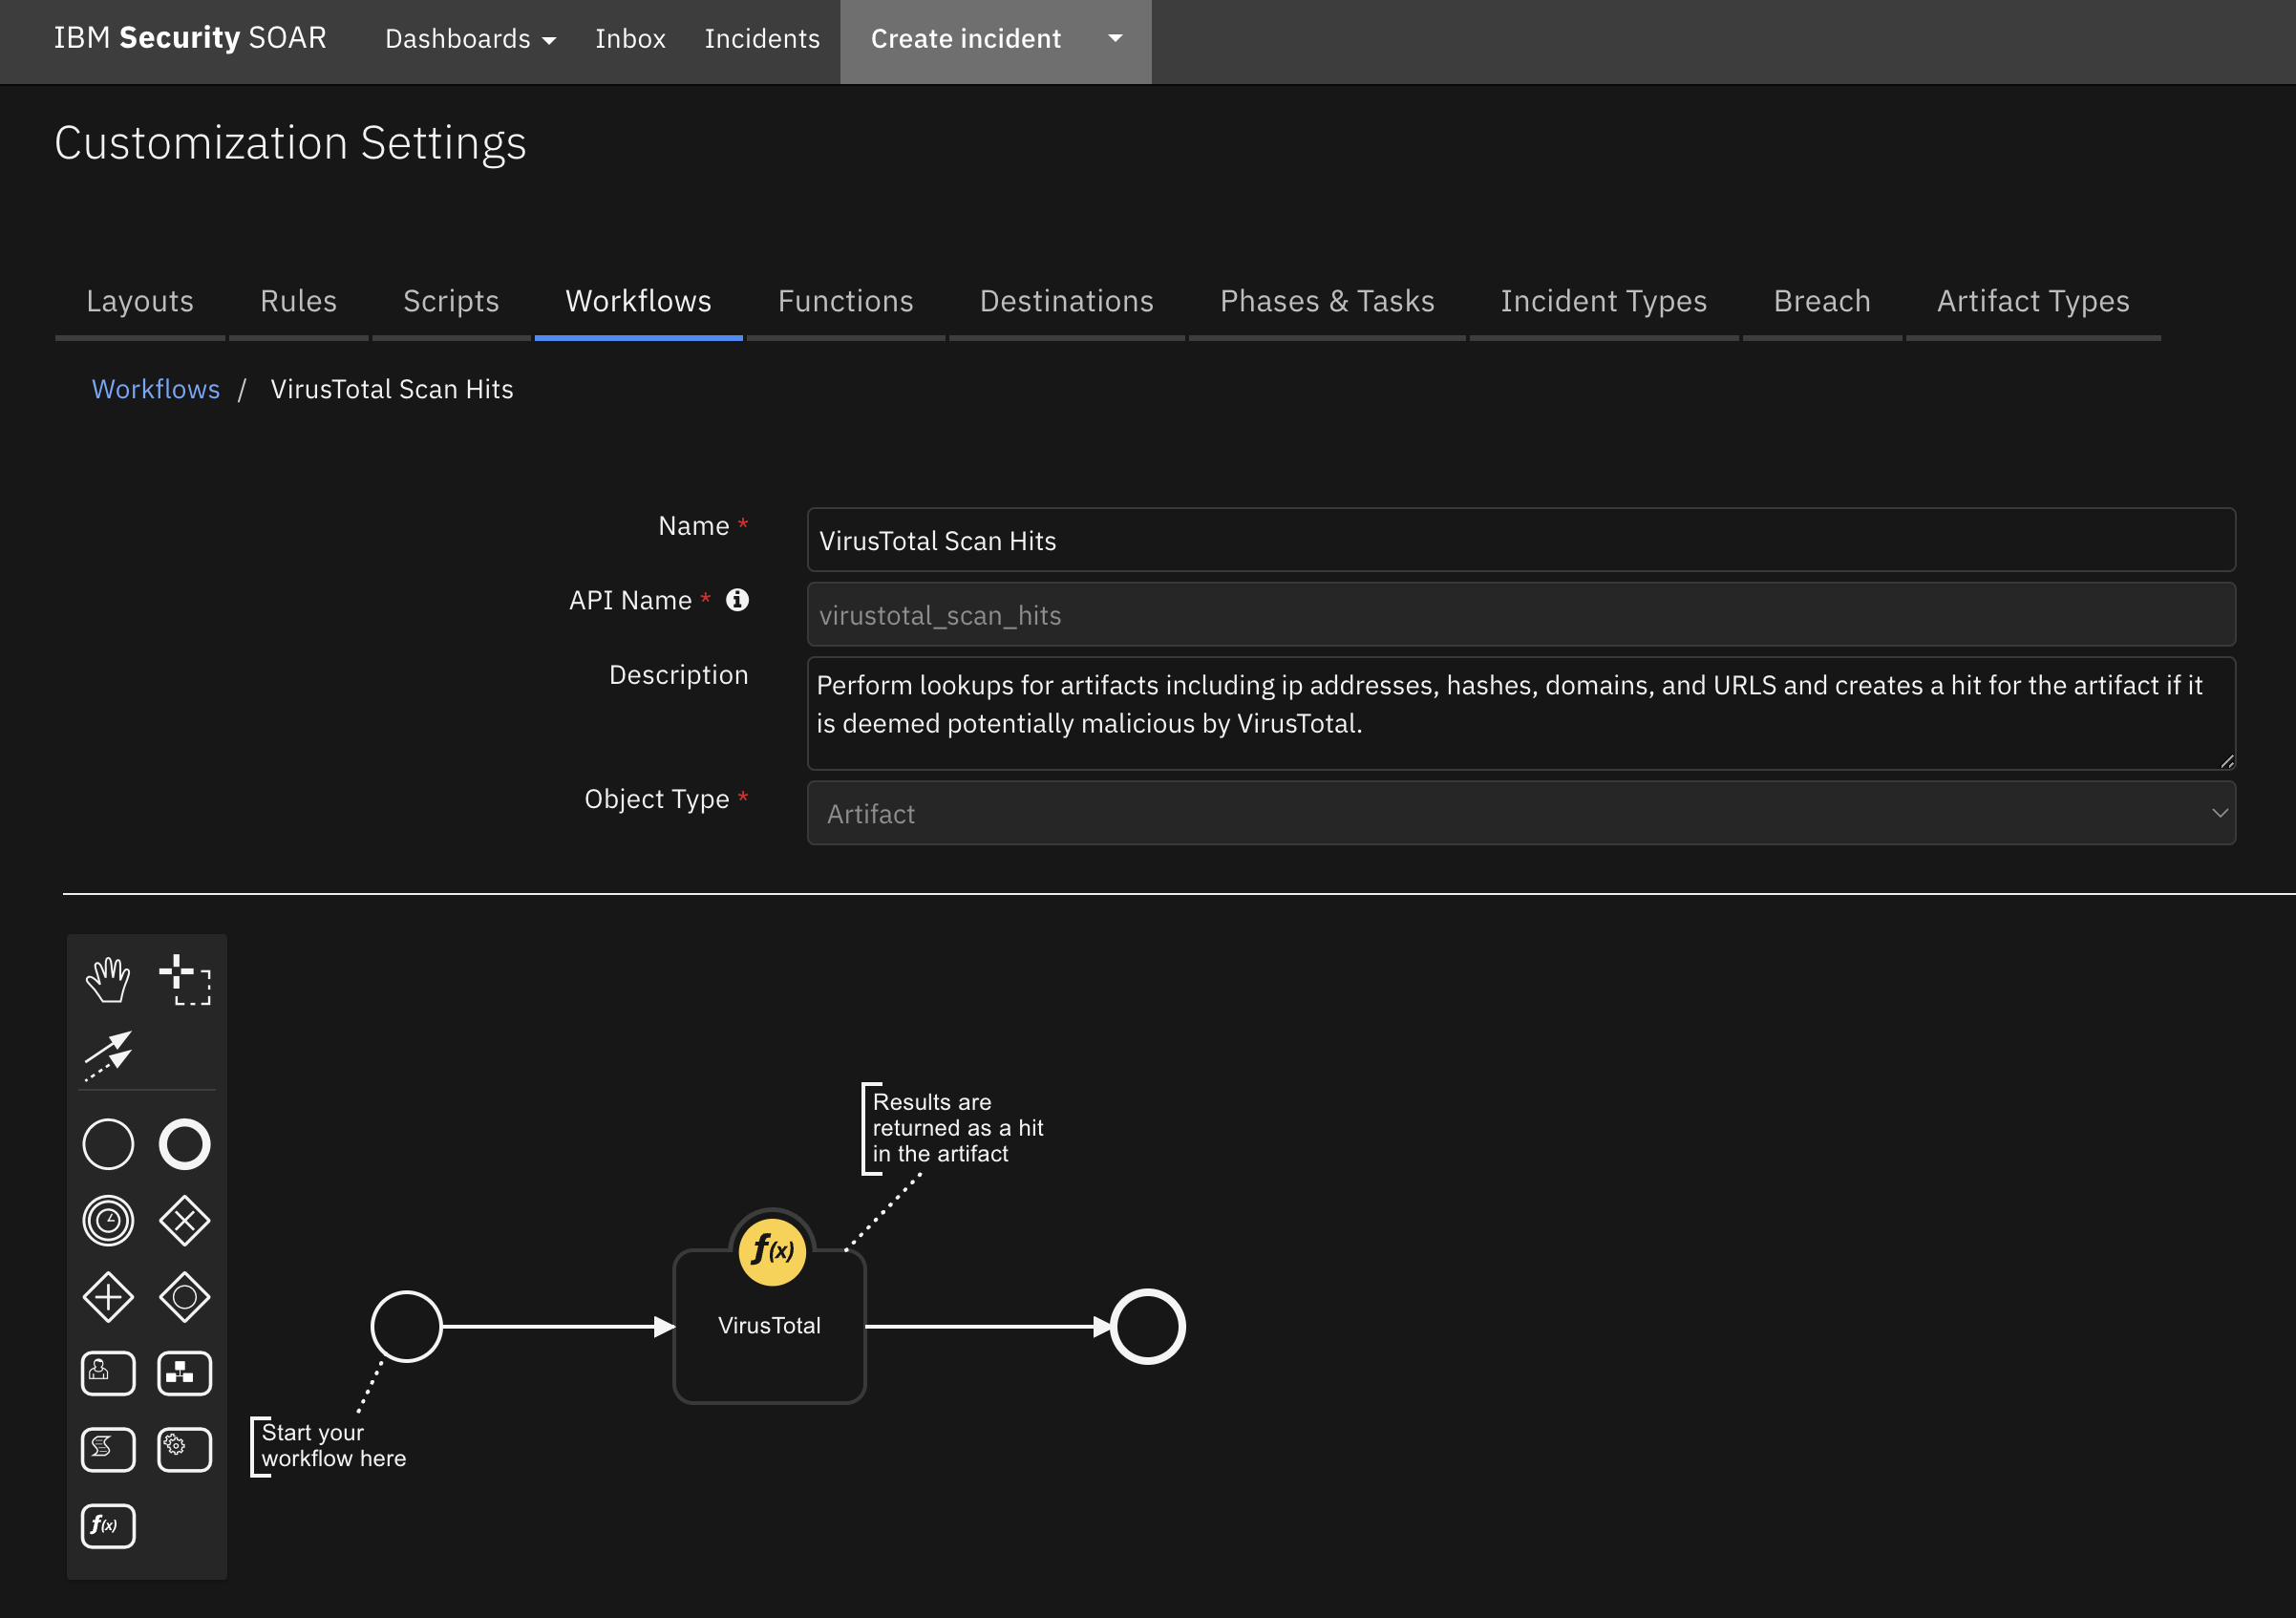 IBM Security SOAR Dashboards Inbox Incidents Create incident
Customization Settings
Layouts Rules Scripts Workflows Functions Destinations Phases & Tasks Incident Types Breach Artifact Types
Workflows / VirusTotal Scan Hits
Name * VirusTotal Scan Hits
API Name * virustotal_scan_hits
Description Perform lookups for artifacts including ip addresses, hashes, domains, and URLS and creates a hit for the artifact if it
is deemed potentially malicious by VirusTotal.
Object Type * Artifact
Results are
returned as a hit
in the artifact
f(x)
VirusTotal
Start your
workflow here
f(x)